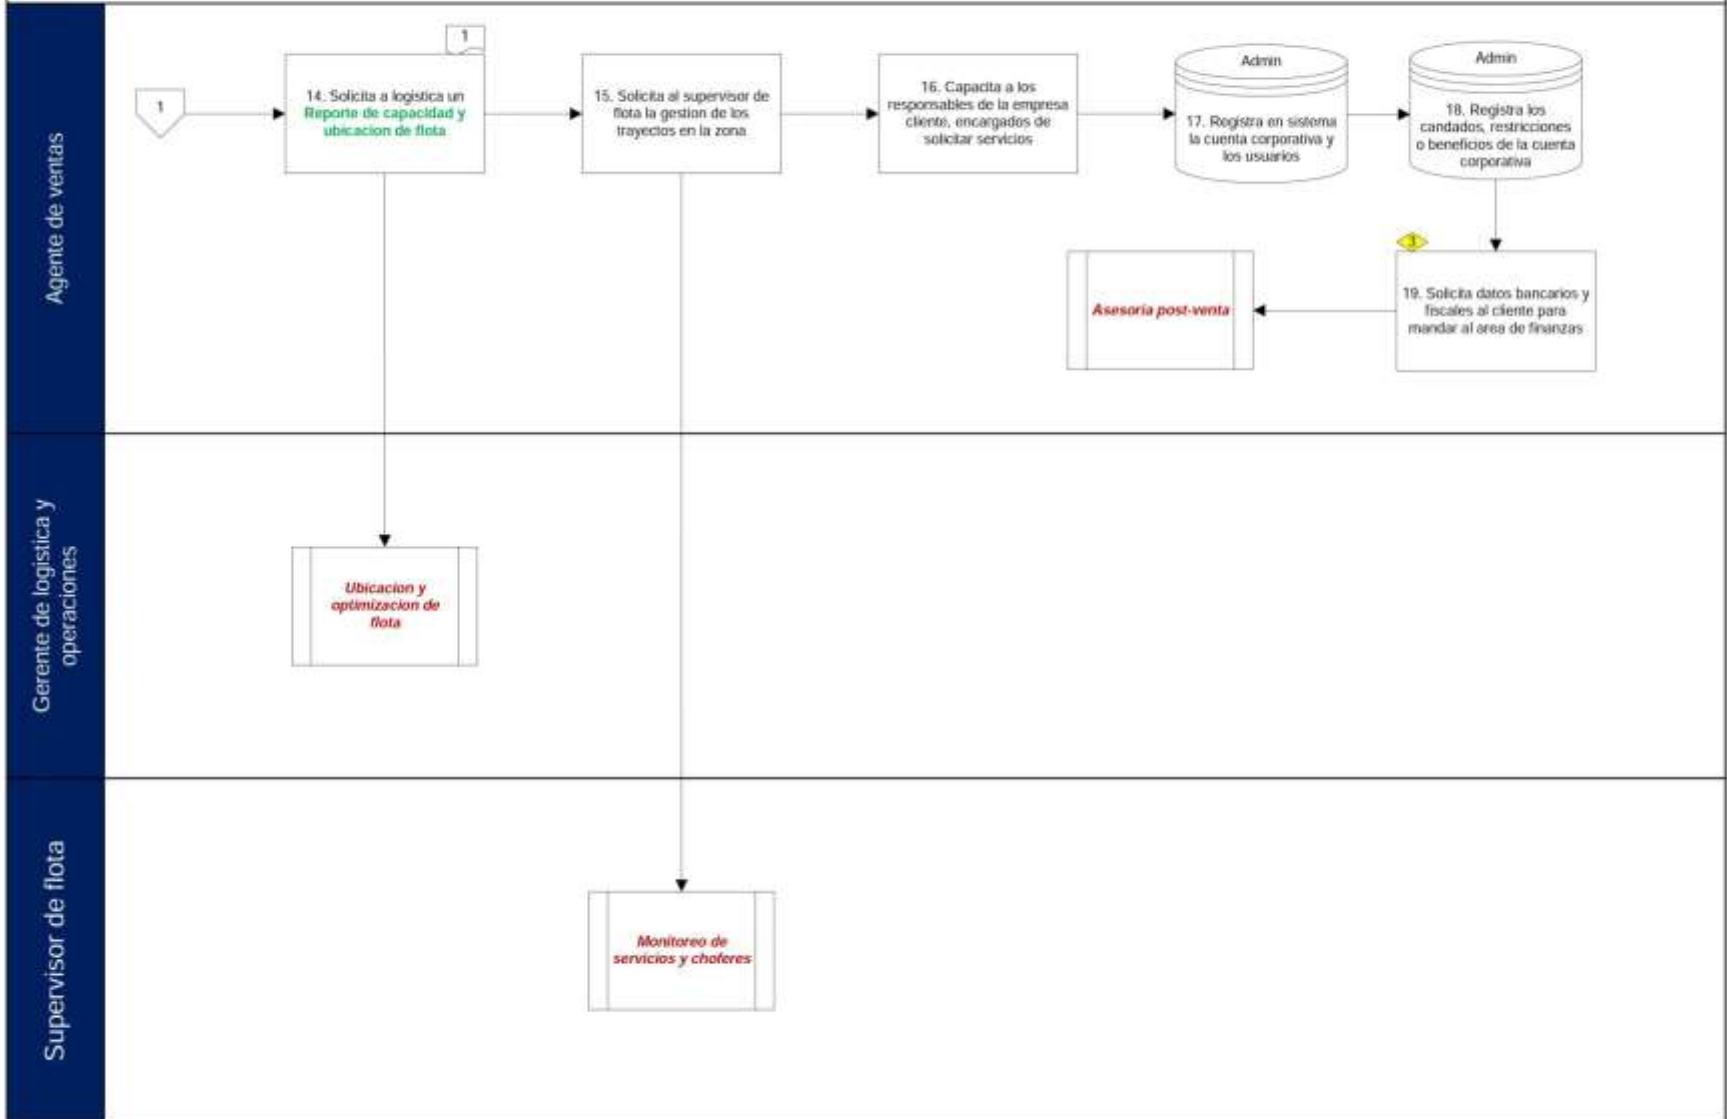 Agente de ventas
1
1
14. Solicita a logistica un
Reporte de capacidad y
ubicacion de flota
15. Solicita al supervisor de
flota la gestion de los
trayectos en la zona
16. Capacita a los
responsables de la empresa
cliente, encargados de
solicitar servicios
Admin
17. Registra en sistema
la cuenta corporativa y
los usuarios
Admin
18. Registra los
candados, restricciones
o beneficios de la cuenta
corporativa
3
19. Solicita datos bancarios y
fiscales al cliente para
mandar al area de finanzas
Asesoria post-venta
Gerente de logistica y
operaciones
Ubicacion y
optimizacion de
flota
Supervisor de flota
Monitoreo de
servicios y choferes